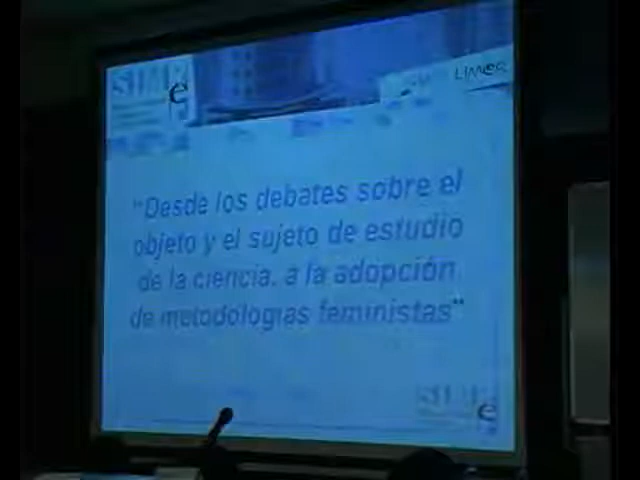 e
"Desde los debates sobre el
objeto y el sujeto de estudio
de la ciencia, a la adopción
de metodologías feministas"
e